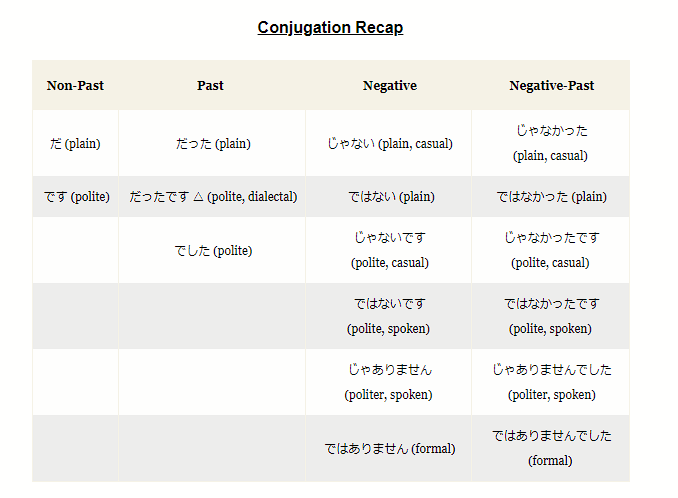 Conjugation Recap
Non-Past Past Negative Negative-Past
だ (plain) だった (plain) じゃない (plain, casual) じゃなかった
(plain, casual)
です (polite) だったです △ (polite, dialectal) ではない (plain) ではなかった (plain)
でした (polite) じゃないです
(polite, casual) じゃなかったです
(polite, casual)
ではないです
(polite, spoken) ではなかったです
(polite, spoken)
じゃありません
(politer, spoken) じゃありませんでした
(politer, spoken)
ではありません (formal) ではありませんでした
(formal)